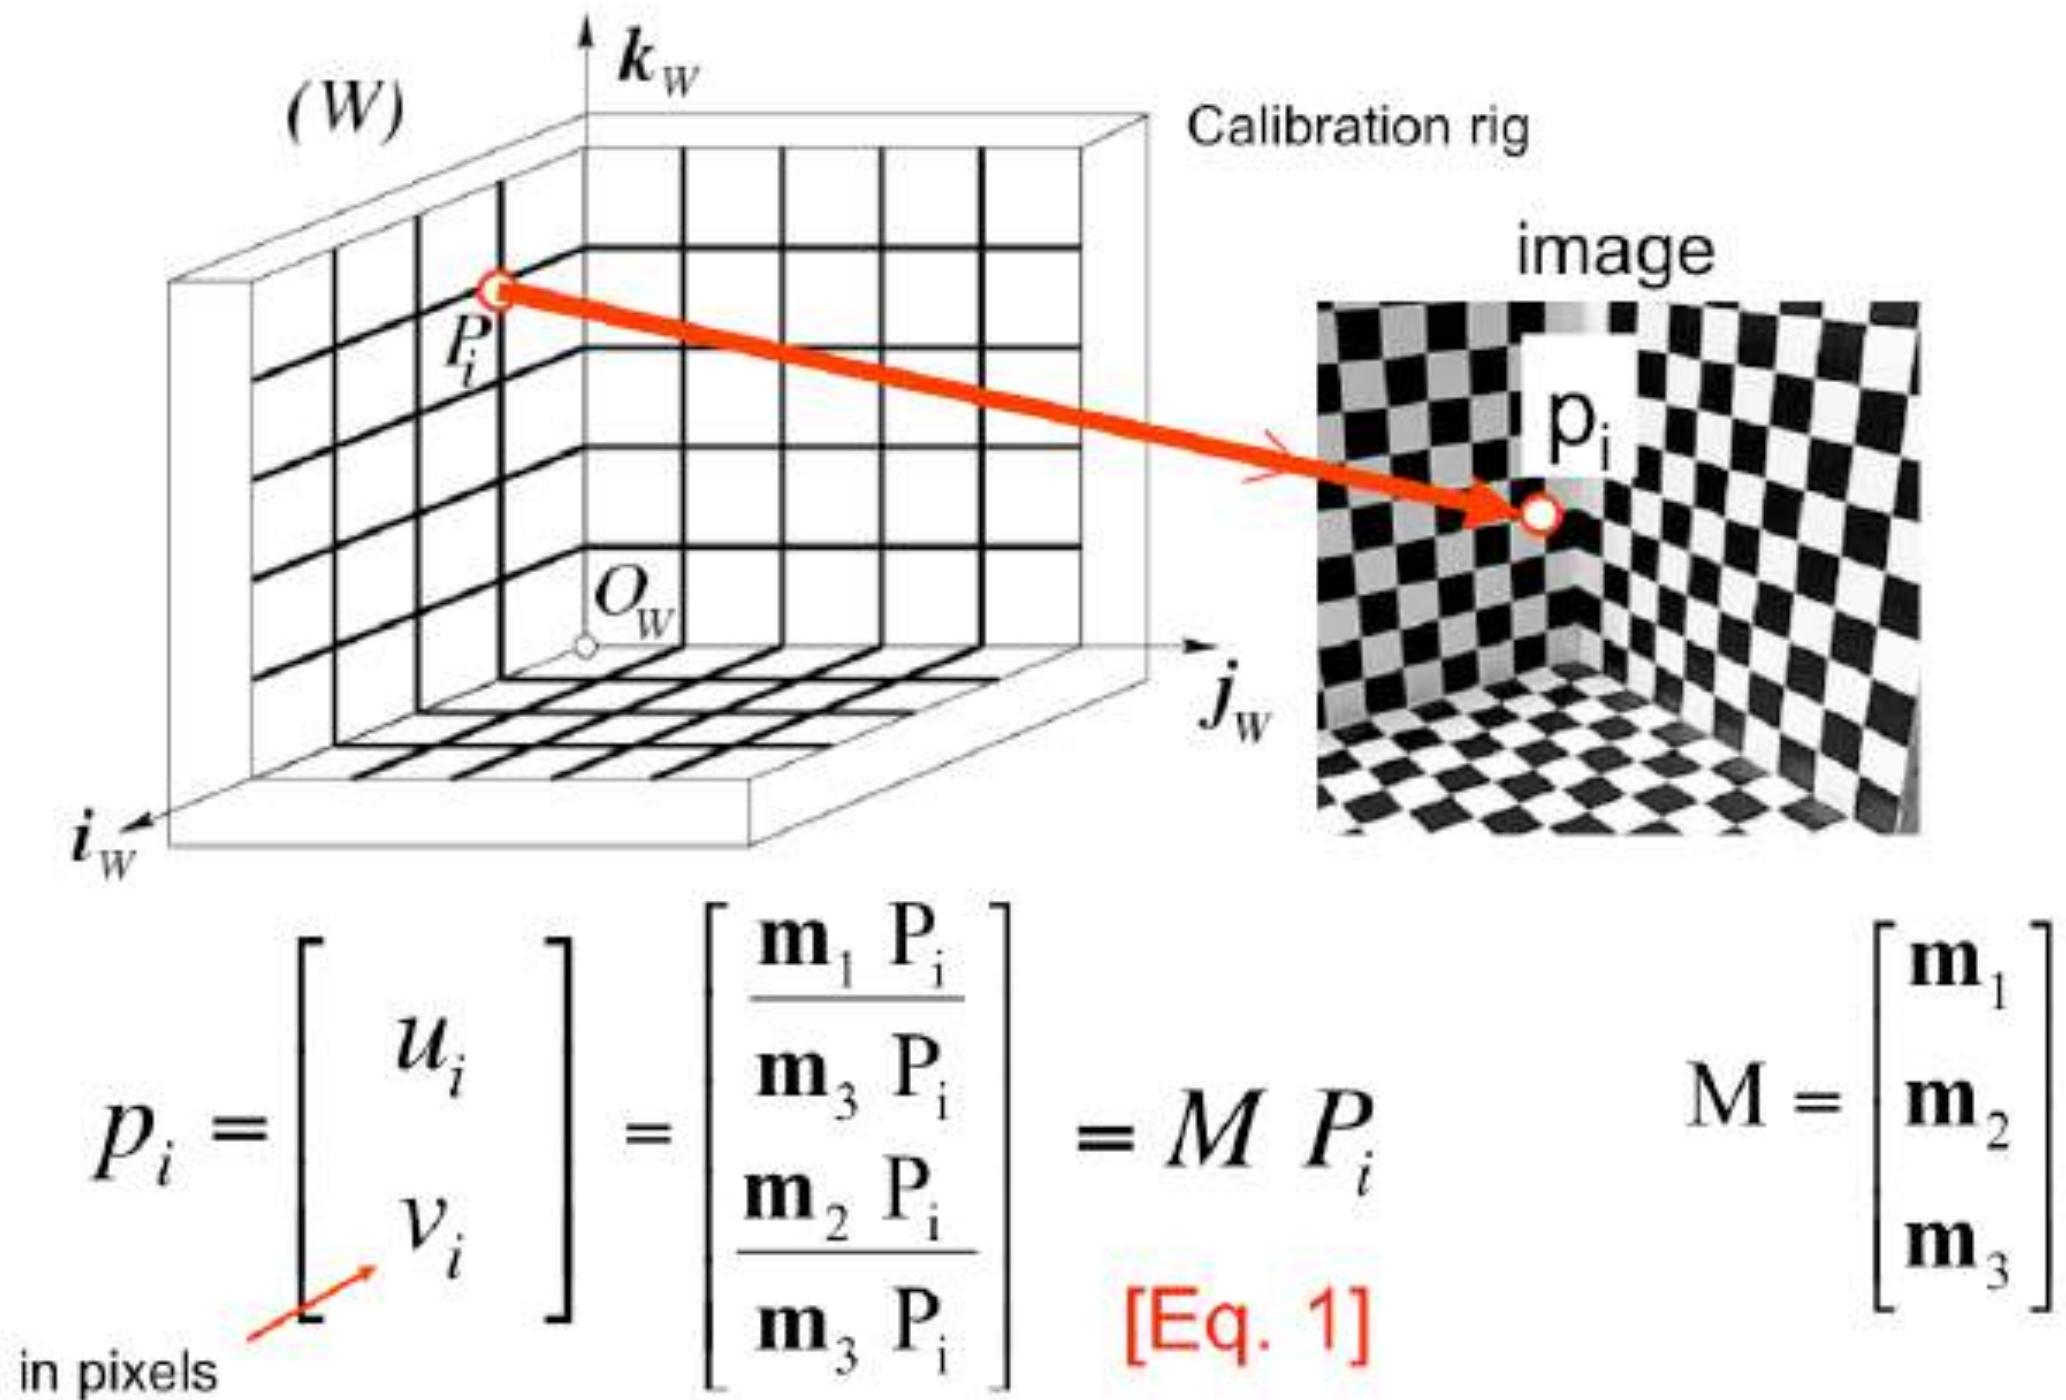 k_W
(W)
Calibration rig
image
P_i
p_i
O_W
j_W
i_W
p_i = [ u_i v_i ] = [ m_1 P_i / m_3 P_i m_2 P_i / m_3 P_i ] = M P_i
M = [ m_1 m_2 m_3 ]
[Eq. 1]
in pixels